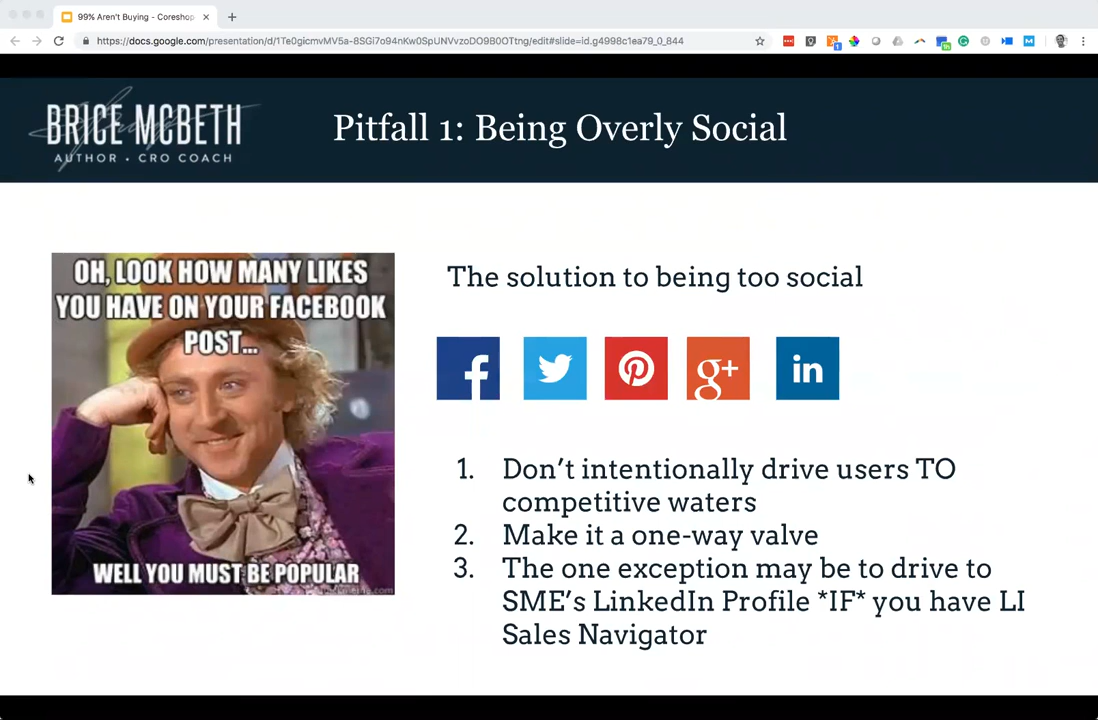 99% Aren't Buying - Coreshop
https://docs.google.com/presentation/d/1Te0gicmvMV5a-8SGi7o94nKw0SpUNVvzoDO9B0OTtng/edit#slide=id.g4998c1ea79_0_844
BRICE MCBETH
AUTHOR • CRO COACH
Pitfall 1: Being Overly Social
OH, LOOK HOW MANY LIKES
YOU HAVE ON YOUR FACEBOOK
POST...
WELL YOU MUST BE POPULAR
The solution to being too social
f
g+
in
1. Don't intentionally drive users TO
competitive waters
2. Make it a one-way valve
3. The one exception may be to drive to
SME's LinkedIn Profile *IF* you have LI
Sales Navigator